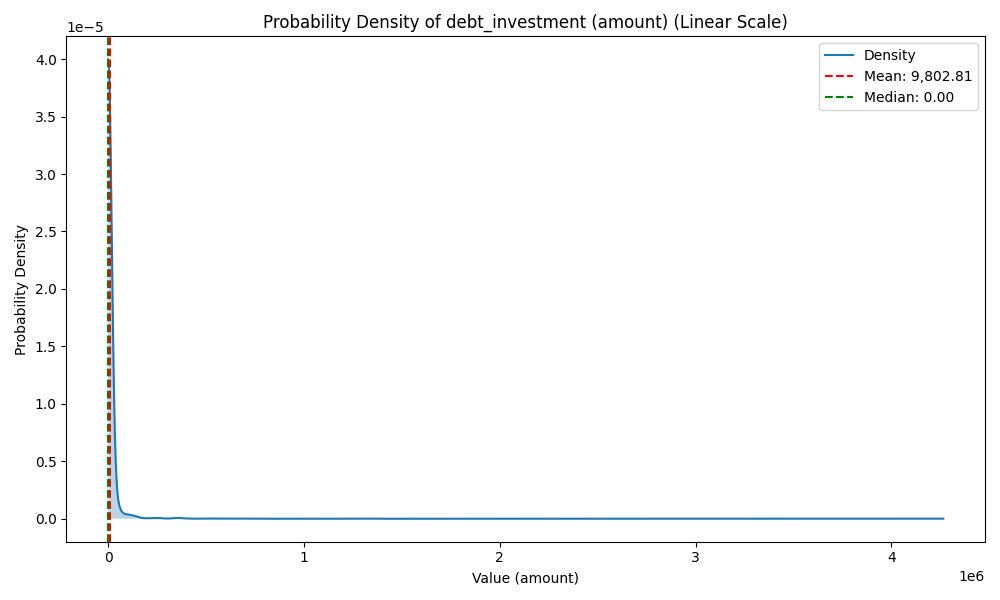 Probability Density of debt_investment (amount) (Linear Scale)
1e−5
Density
Mean: 9,802.81
Median: 0.00
4.0
3.5
3.0
2.5
2.0
1.5
1.0
0.5
0.0
Probability Density
0 1 2 3 4
1e6
Value (amount)